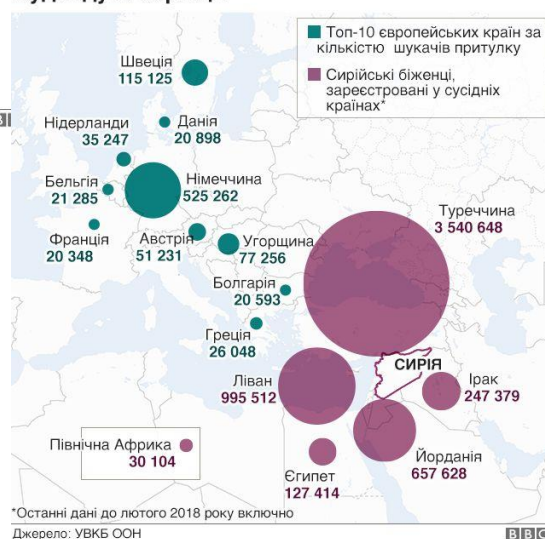 Топ-10 європейських країн за
кількістю шукачів притулку
Сирійські біженці,
зареєстровані у сусідніх
країнах*
Швеція
115 125
Данія
20 898
Нідерланди
35 247
Німеччина
525 262
Бельгія
21 285
Франція
20 348
Австрія
51 231
Угорщина
77 256
Болгарія
20 593
Греція
26 048
Туреччина
3 540 648
СИРІЯ
Ліван
995 512
Ірак
247 379
Йорданія
657 628
Єгипет
127 414
Північна Африка
30 104
*Останні дані до лютого 2018 року включно
Джерело: УВКБ ООН
BBC